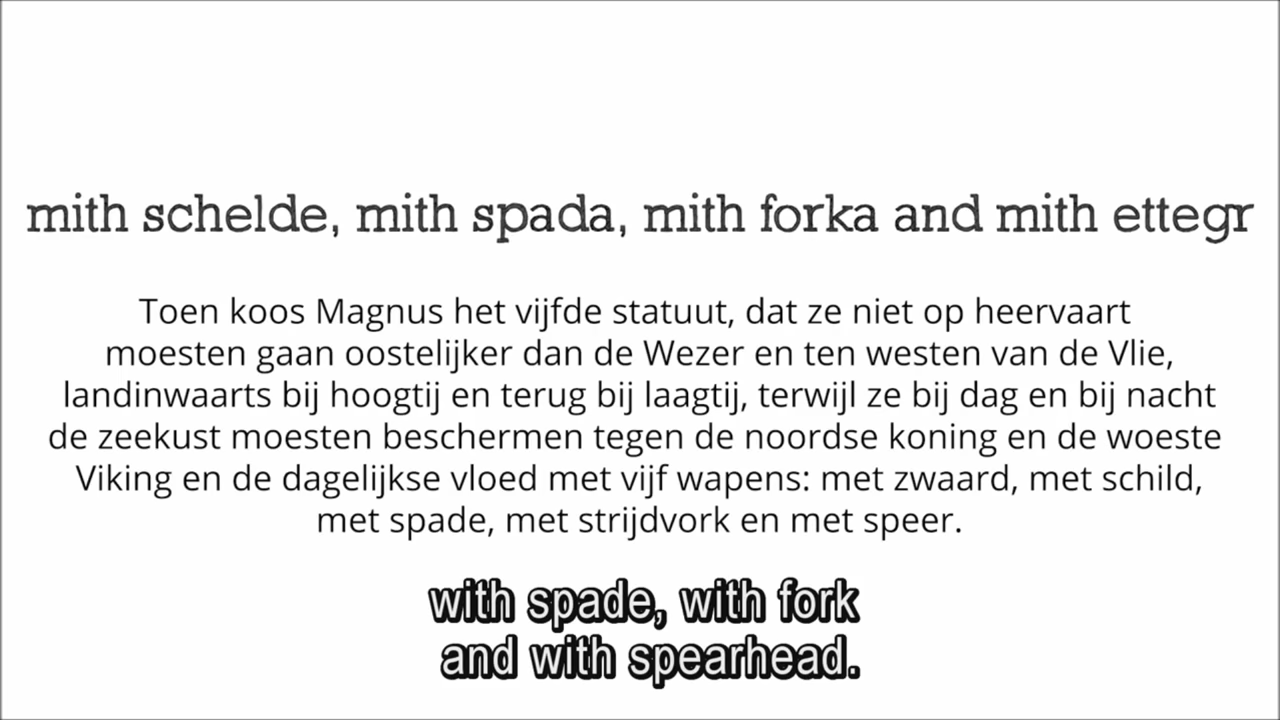 mith schelde, mith spada, mith forka and mith ettegr
Toen koos Magnus het vijfde statuut, dat ze niet op heervaart
moesten gaan oostelijker dan de Wezer en ten westen van de Vlie,
landinwaarts bij hoogtij en terug bij laagtij, terwijl ze bij dag en bij nacht
de zeekust moesten beschermen tegen de noordse koning en de woeste
Viking en de dagelijkse vloed met vijf wapens: met zwaard, met schild,
met spade, met strijdvork en met speer.
with spade, with fork
and with spearhead.